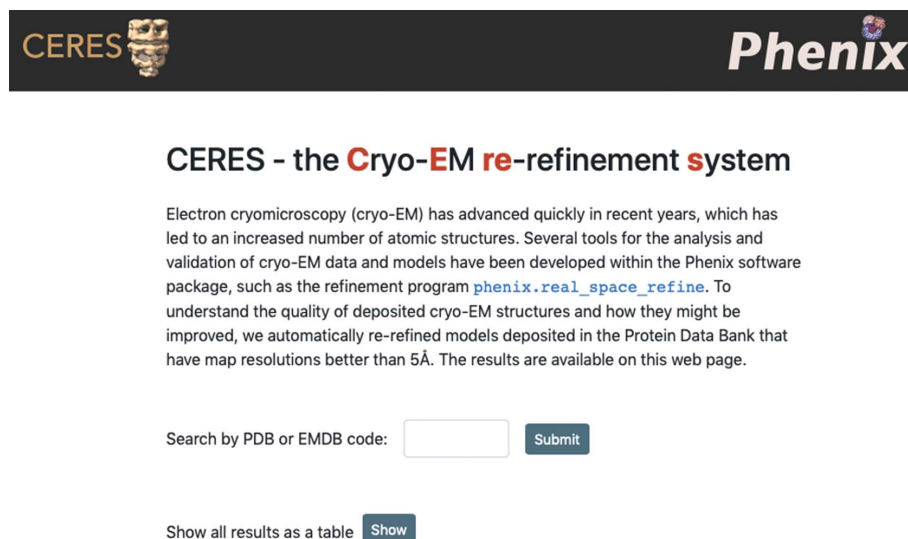 CERES
Phenix
CERES - the Cryo-EM re-refinement system
Electron cryomicroscopy (cryo-EM) has advanced quickly in recent years, which has
led to an increased number of atomic structures. Several tools for the analysis and
validation of cryo-EM data and models have been developed within the Phenix software
package, such as the refinement program phenix.real_space_refine. To
understand the quality of deposited cryo-EM structures and how they might be
improved, we automatically re-refined models deposited in the Protein Data Bank that
have map resolutions better than 5Å. The results are available on this web page.
Search by PDB or EMDB code: Submit
Show all results as a table Show